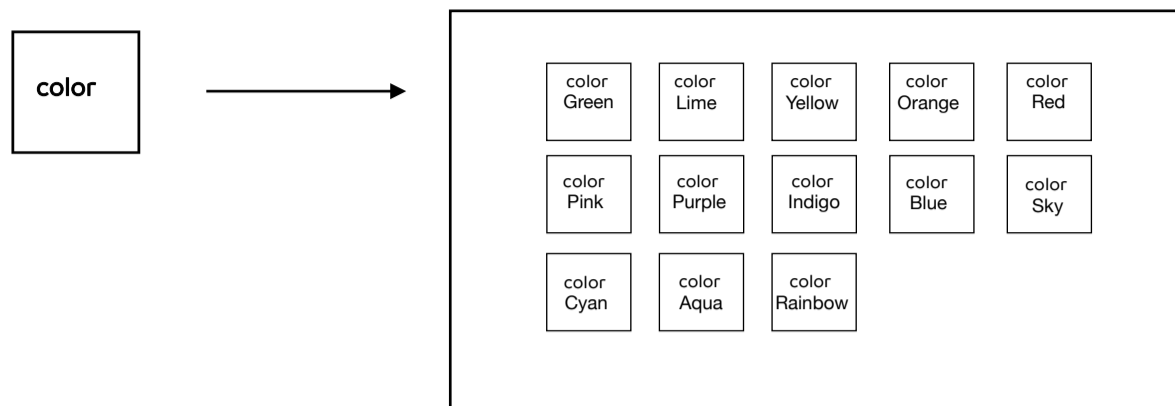 color
color
Green
color
Lime
color
Yellow
color
Orange
color
Red
color
Pink
color
Purple
color
Indigo
color
Blue
color
Sky
color
Cyan
color
Aqua
color
Rainbow